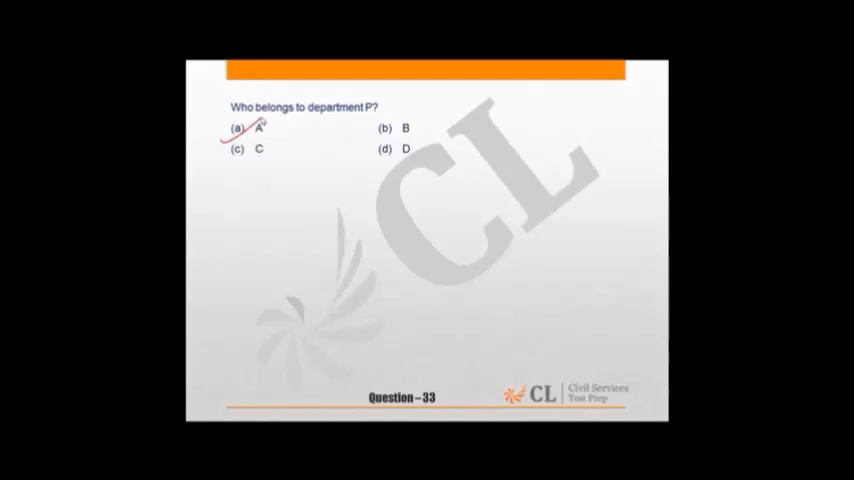 Who belongs to department P?
(a) A (b) B
(c) C (d) D
CL
Question – 33
CL Civil Services
Test Prep